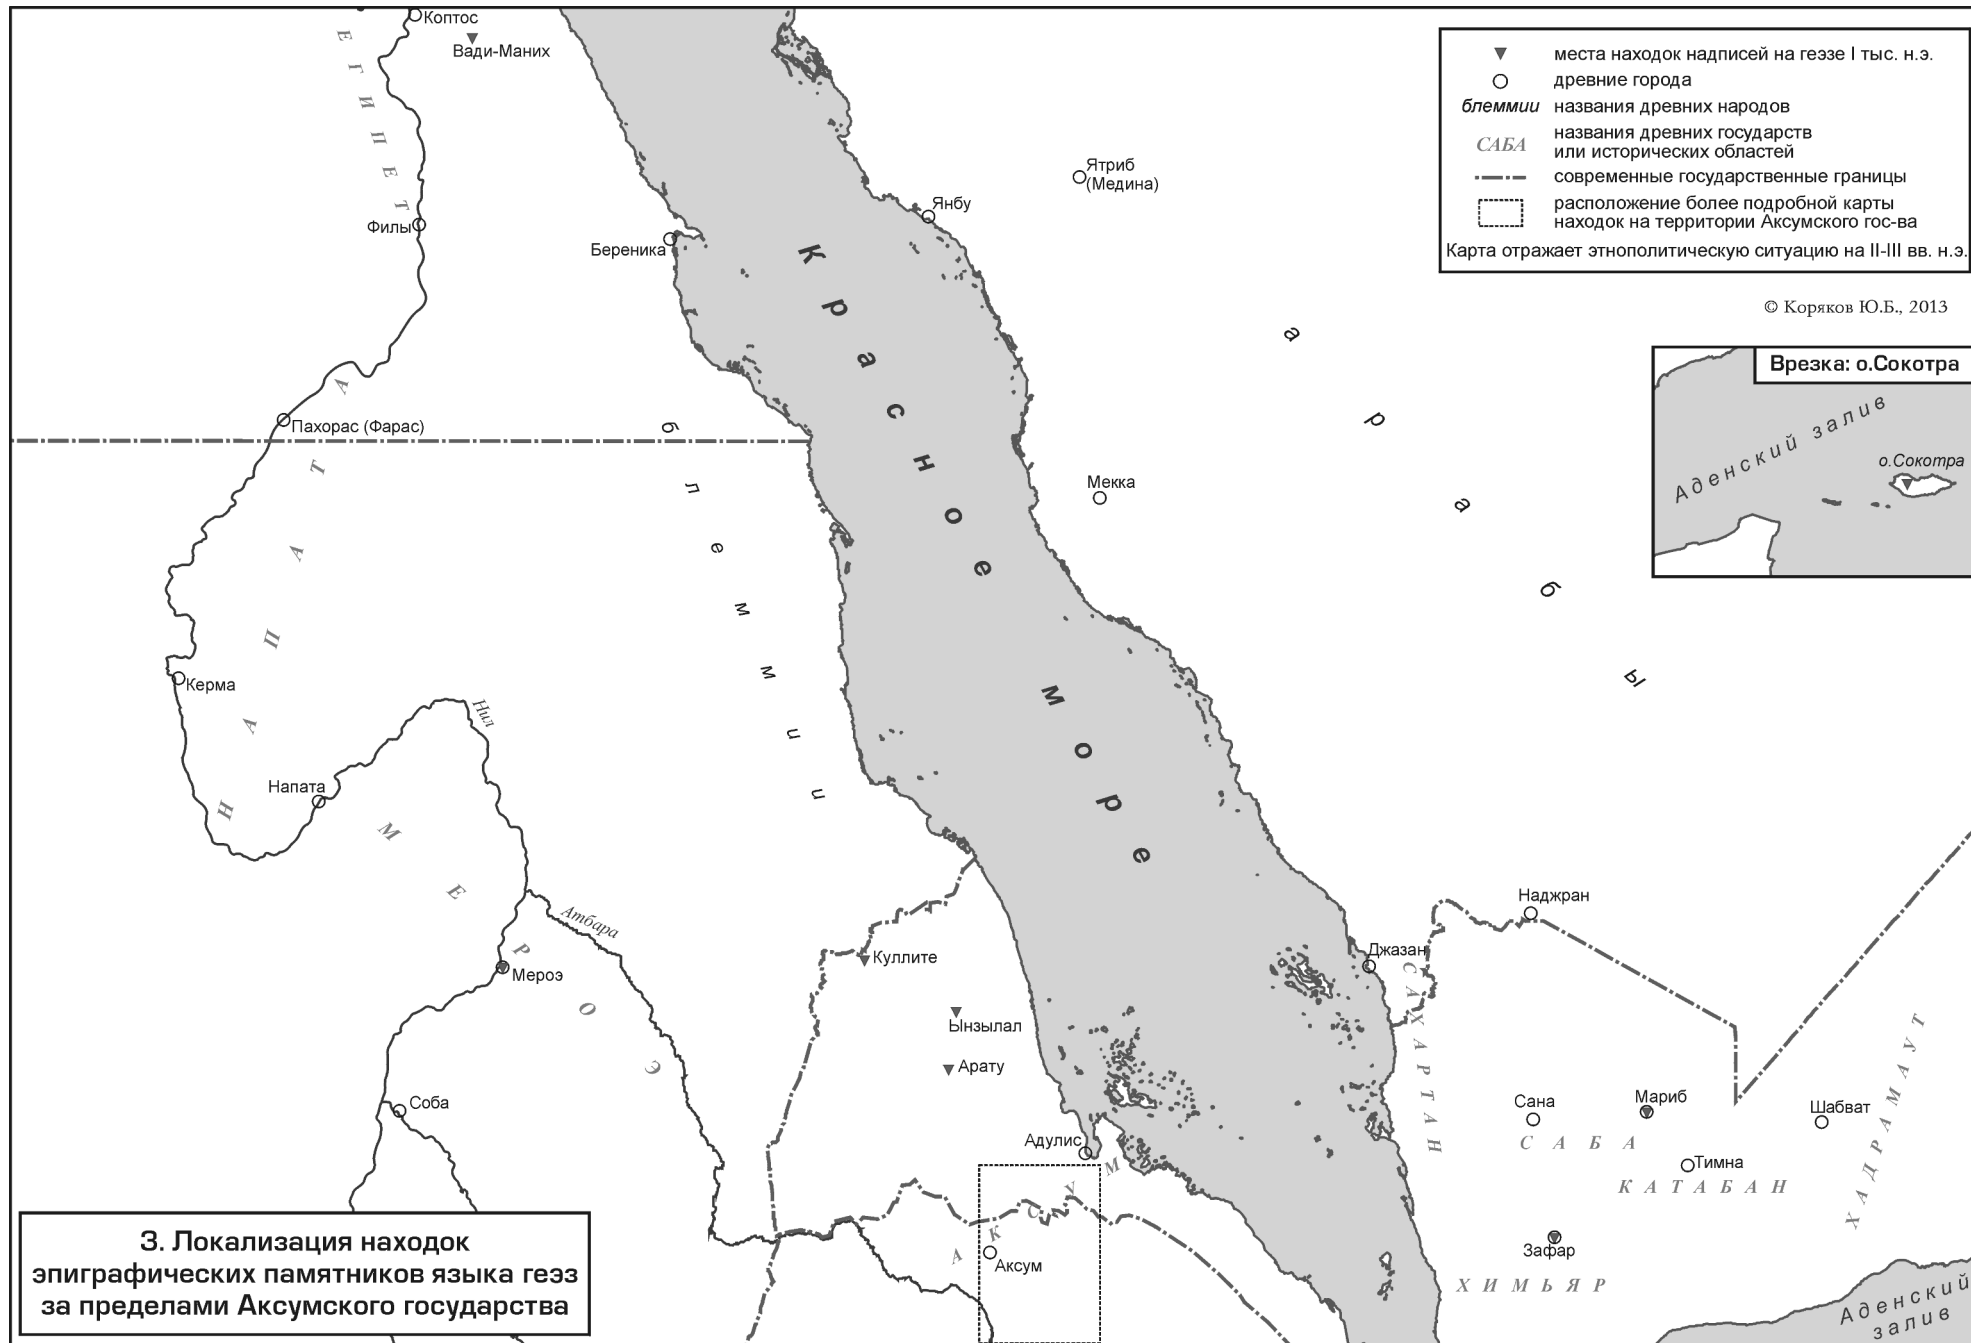 Коптос
Вади-Маних
ЕГИПЕТ
Филы
Береника
Янбу
Ятриб
(Медина)
места находок надписей на геэзе I тыс. н.э.
древние города
блеммии названия древних народов
САБА названия древних государств
или исторических областей
современные государственные границы
расположение более подробной карты
находок на территории Аксумского гос-ва
Карта отражает этнополитическую ситуацию на II-III вв. н.э.
© Коряков Ю.Б., 2013
Врезка: о.Сокотра
Аденский залив
о.Сокотра
Красное море
арабы
Пахорас (Фарас)
блеммии
Мекка
НАПАТА
Керма
Нил
Напата
МЕРОЭ
Атбара
Мероэ
Соба
Куллите
Ынзылал
Арату
Адулис
АКСУМ
Аксум
Наджран
Джазан
САХАРТАН
Сана
Мариб
САБА
Шабват
Тимна
КАТАБАН
ХАДРАМАУТ
Зафар
ХИМЬЯР
Аденский
залив
3. Локализация находок
эпиграфических памятников языка геэз
за пределами Аксумского государства